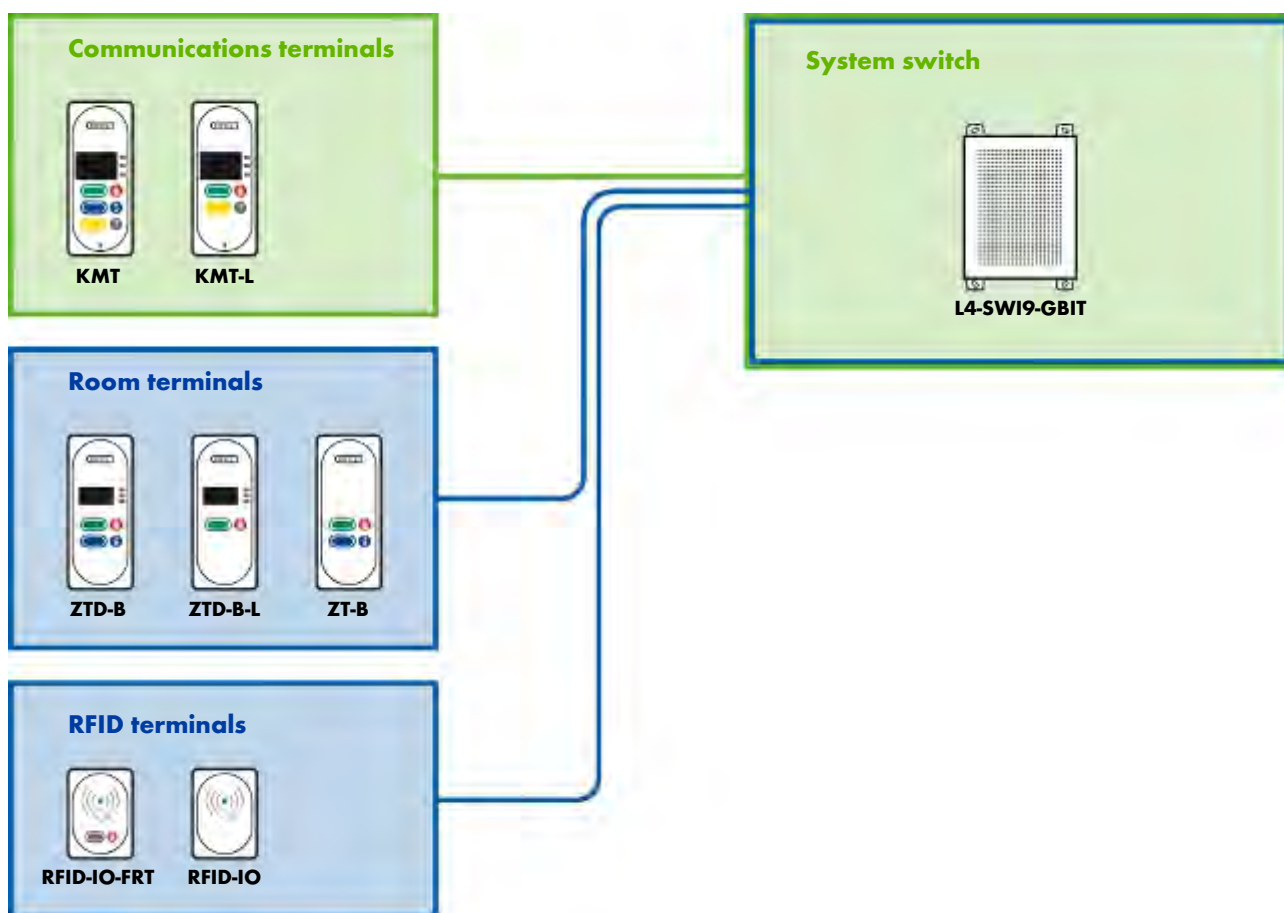 Communications terminals
KMT
KMT-L
System switch
L4-SWI9-GBIT
Room terminals
ZTD-B
ZTD-B-L
ZT-B
RFID terminals
RFID-IO-FRT
RFID-IO